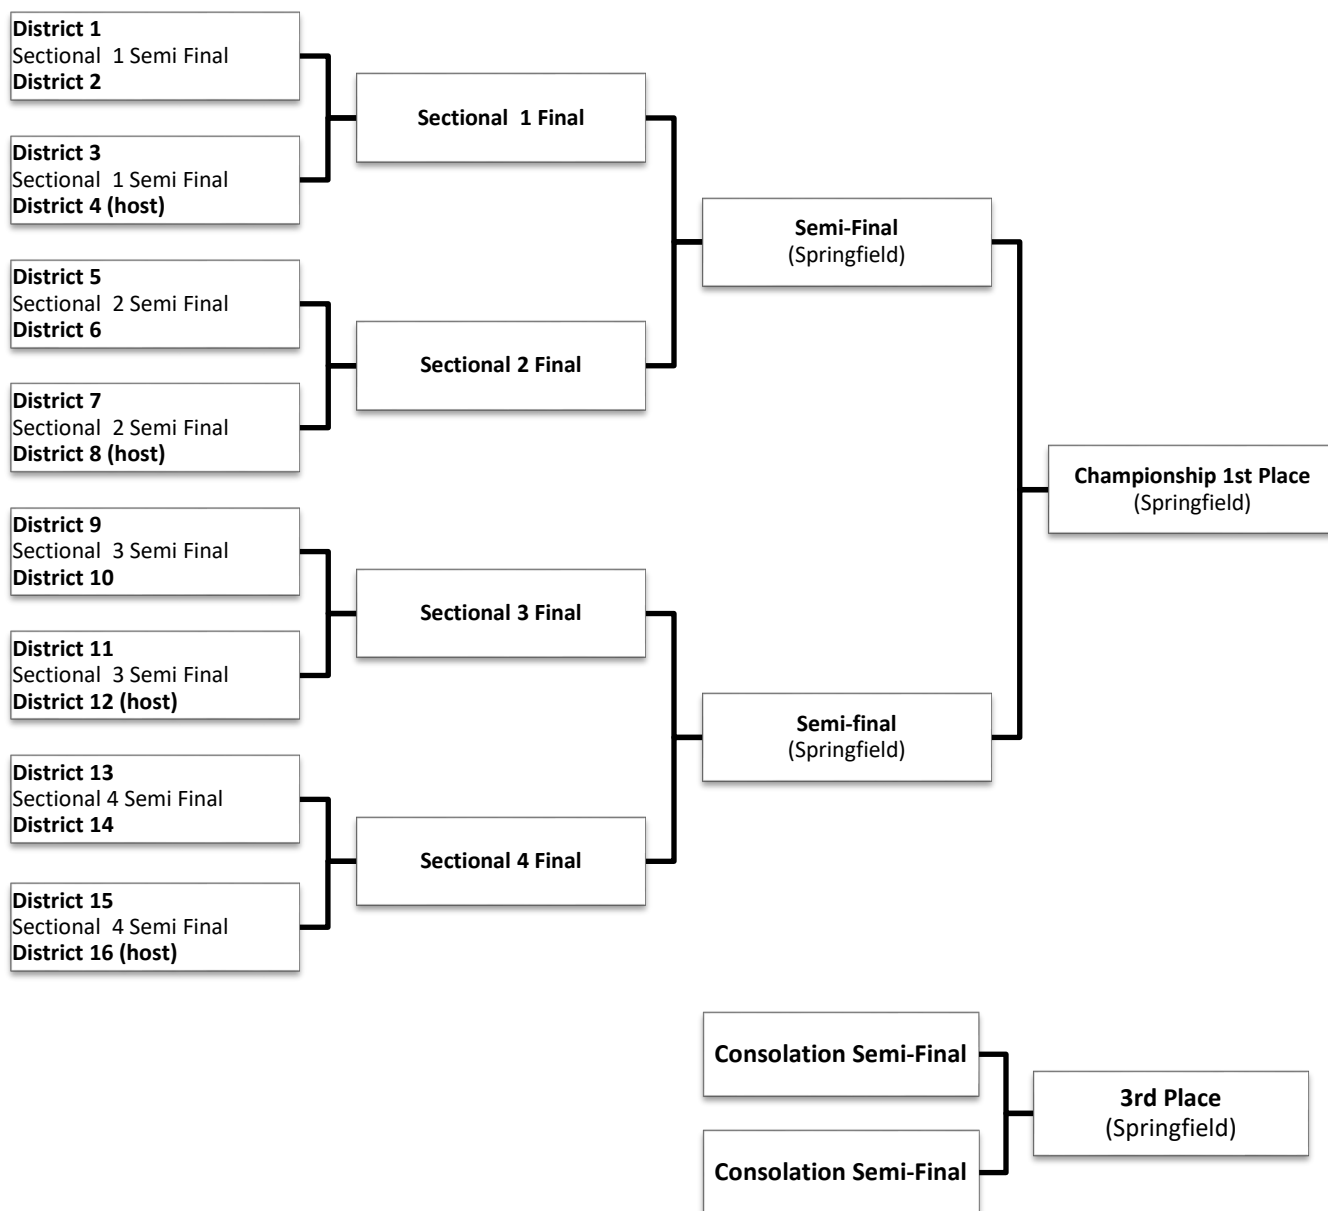 District 1
Sectional  1 Semi Final
District 2
District 3
Sectional  1 Semi Final
District 4 (host)
District 5
Sectional  2 Semi Final
District 6
District 7
Sectional  2 Semi Final
District 8 (host)
District 9
Sectional  3 Semi Final
District 10
District 11
Sectional  3 Semi Final
District 12 (host)
District 13
Sectional 4 Semi Final
District 14
District 15
Sectional  4 Semi Final
District 16 (host)
Sectional  1 Final
Sectional 2 Final
Sectional 3 Final
Sectional 4 Final
Semi-Final
(Springfield)
Semi-final
(Springfield)
Championship 1st Place
(Springfield)
Consolation Semi-Final
Consolation Semi-Final
3rd Place
(Springfield)